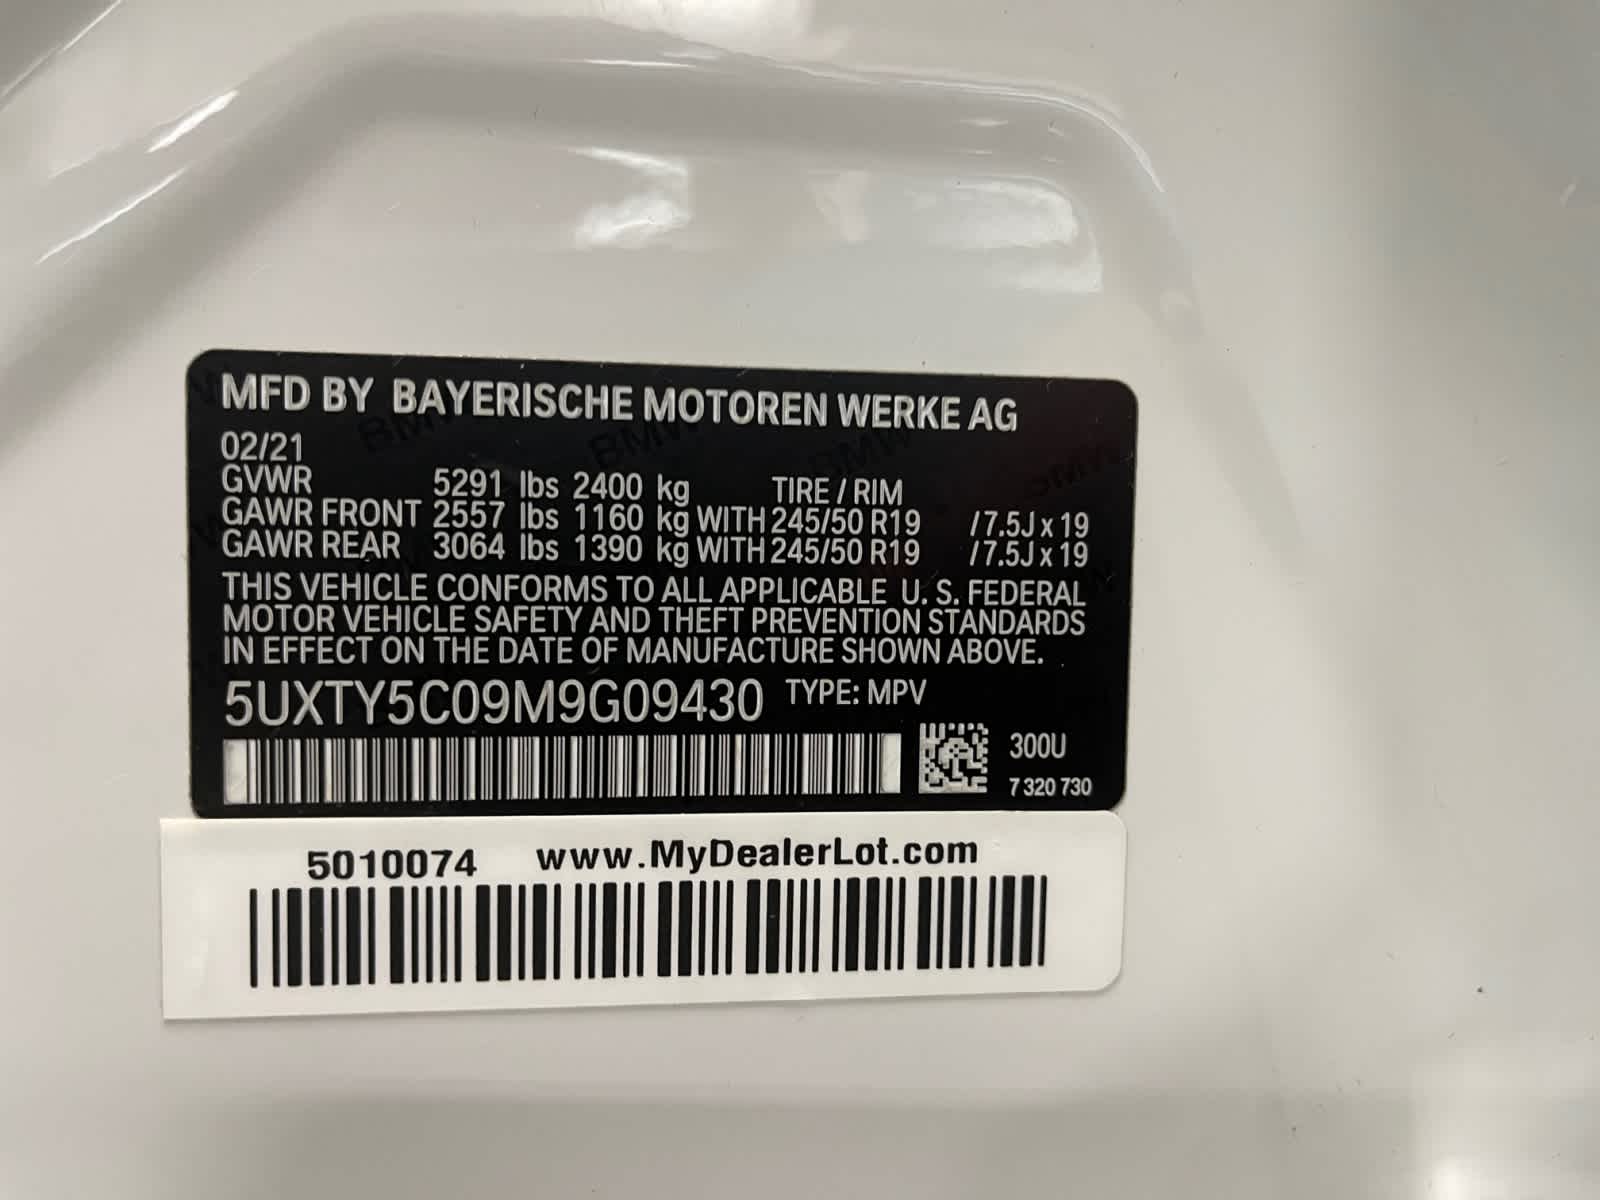 MFD BY BAYERISCHE MOTOREN WERKE AG
02/21
GVWR 5291 lbs 2400 kg TIRE / RIM
GAWR FRONT 2557 lbs 1160 kg WITH 245/50 R19 /7.5J x 19
GAWR REAR 3064 lbs 1390 kg WITH 245/50 R19 /7.5J x 19
THIS VEHICLE CONFORMS TO ALL APPLICABLE U. S. FEDERAL
MOTOR VEHICLE SAFETY AND THEFT PREVENTION STANDARDS
IN EFFECT ON THE DATE OF MANUFACTURE SHOWN ABOVE.
5UXTY5C09M9G09430 TYPE: MPV
300U
7 320 730
5010074 www.MyDealerLot.com